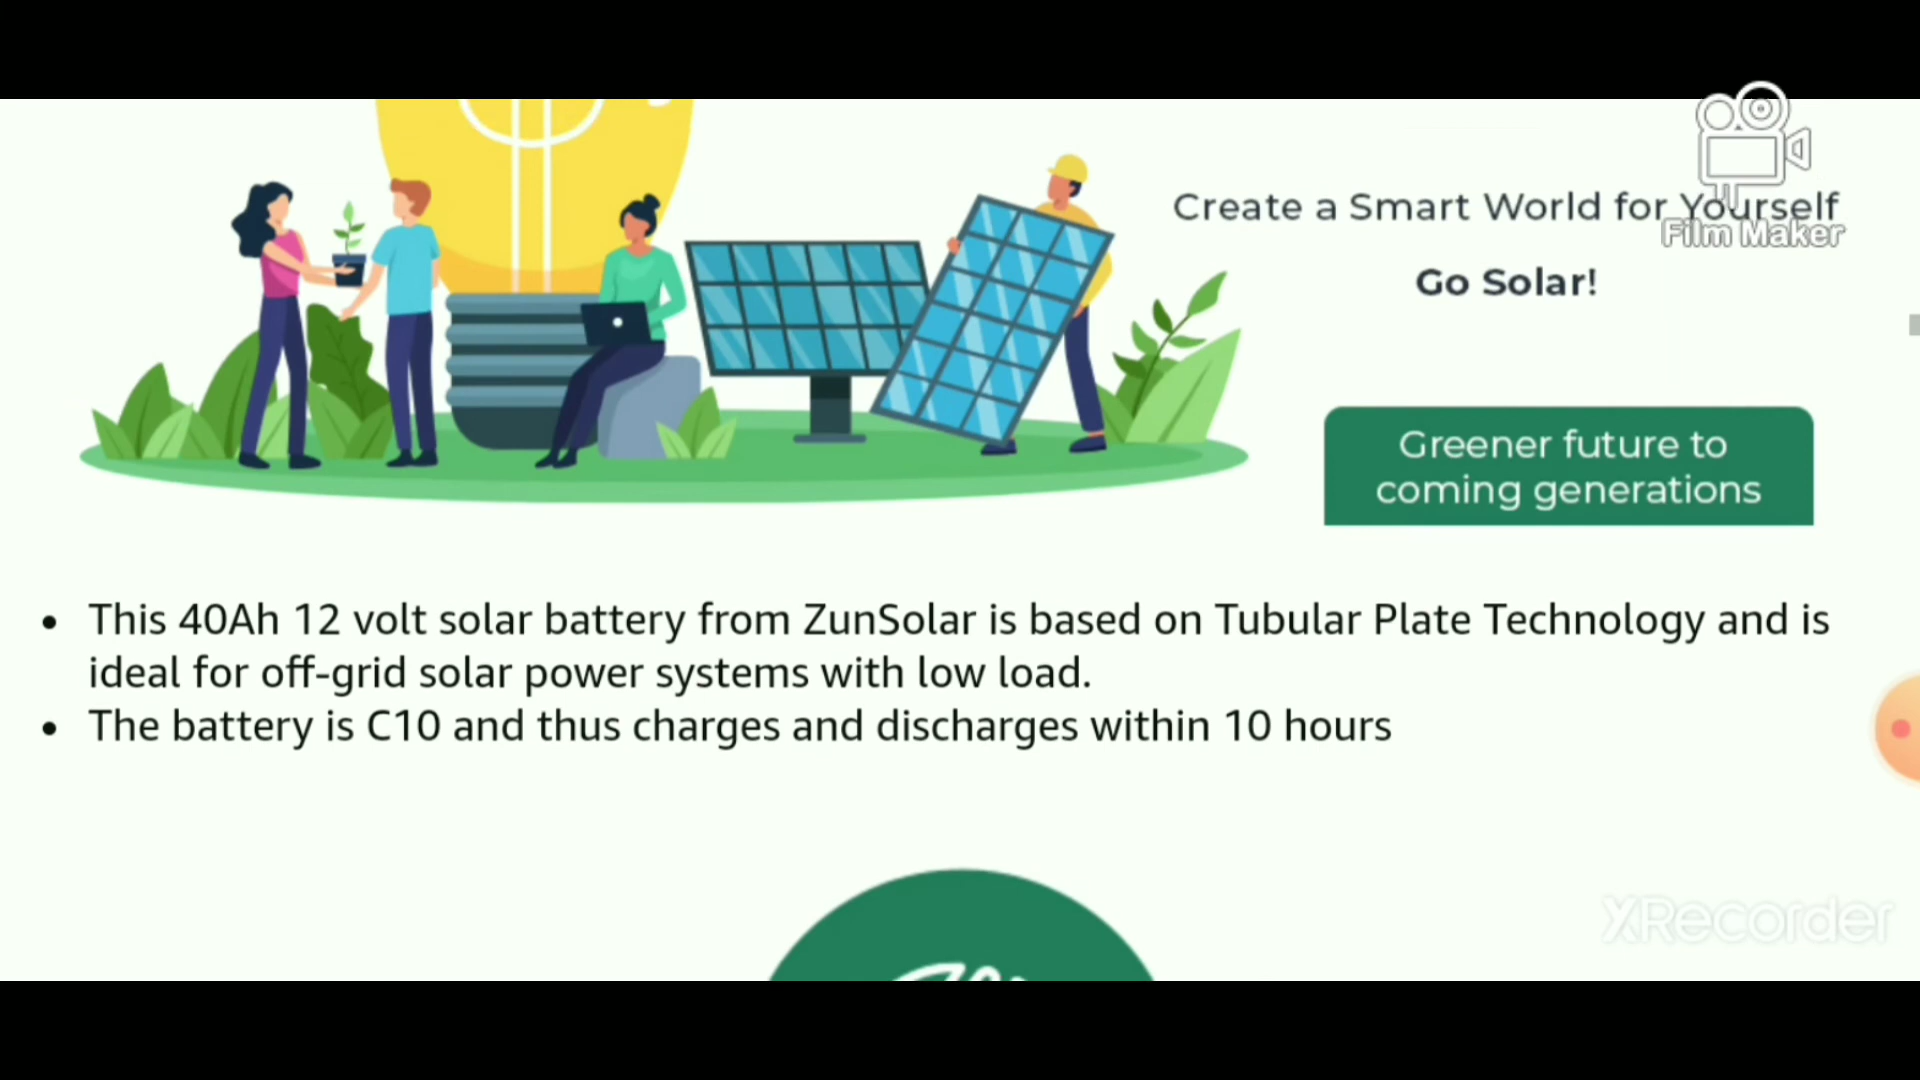 Create a Smart World for Yourself
Film Maker
Go Solar!
Greener future to
coming generations
• This 40Ah 12 volt solar battery from ZunSolar is based on Tubular Plate Technology and is
ideal for off-grid solar power systems with low load.
• The battery is C10 and thus charges and discharges within 10 hours
XRecorder